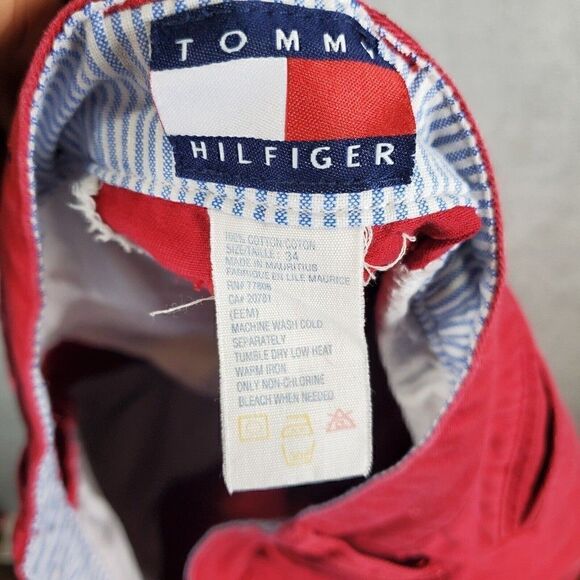 TOMMY
HILFIGER
100% COTTON/COTON
SIZE/TAILLE : 34
MADE IN MAURITIUS
FABRIQUE EN L'ILE MAURICE
RN# 77806
CA# 20781
(EEM)
MACHINE WASH COLD
SEPARATELY
TUMBLE DRY LOW HEAT
WARM IRON
ONLY NON-CHLORINE
BLEACH WHEN NEEDED